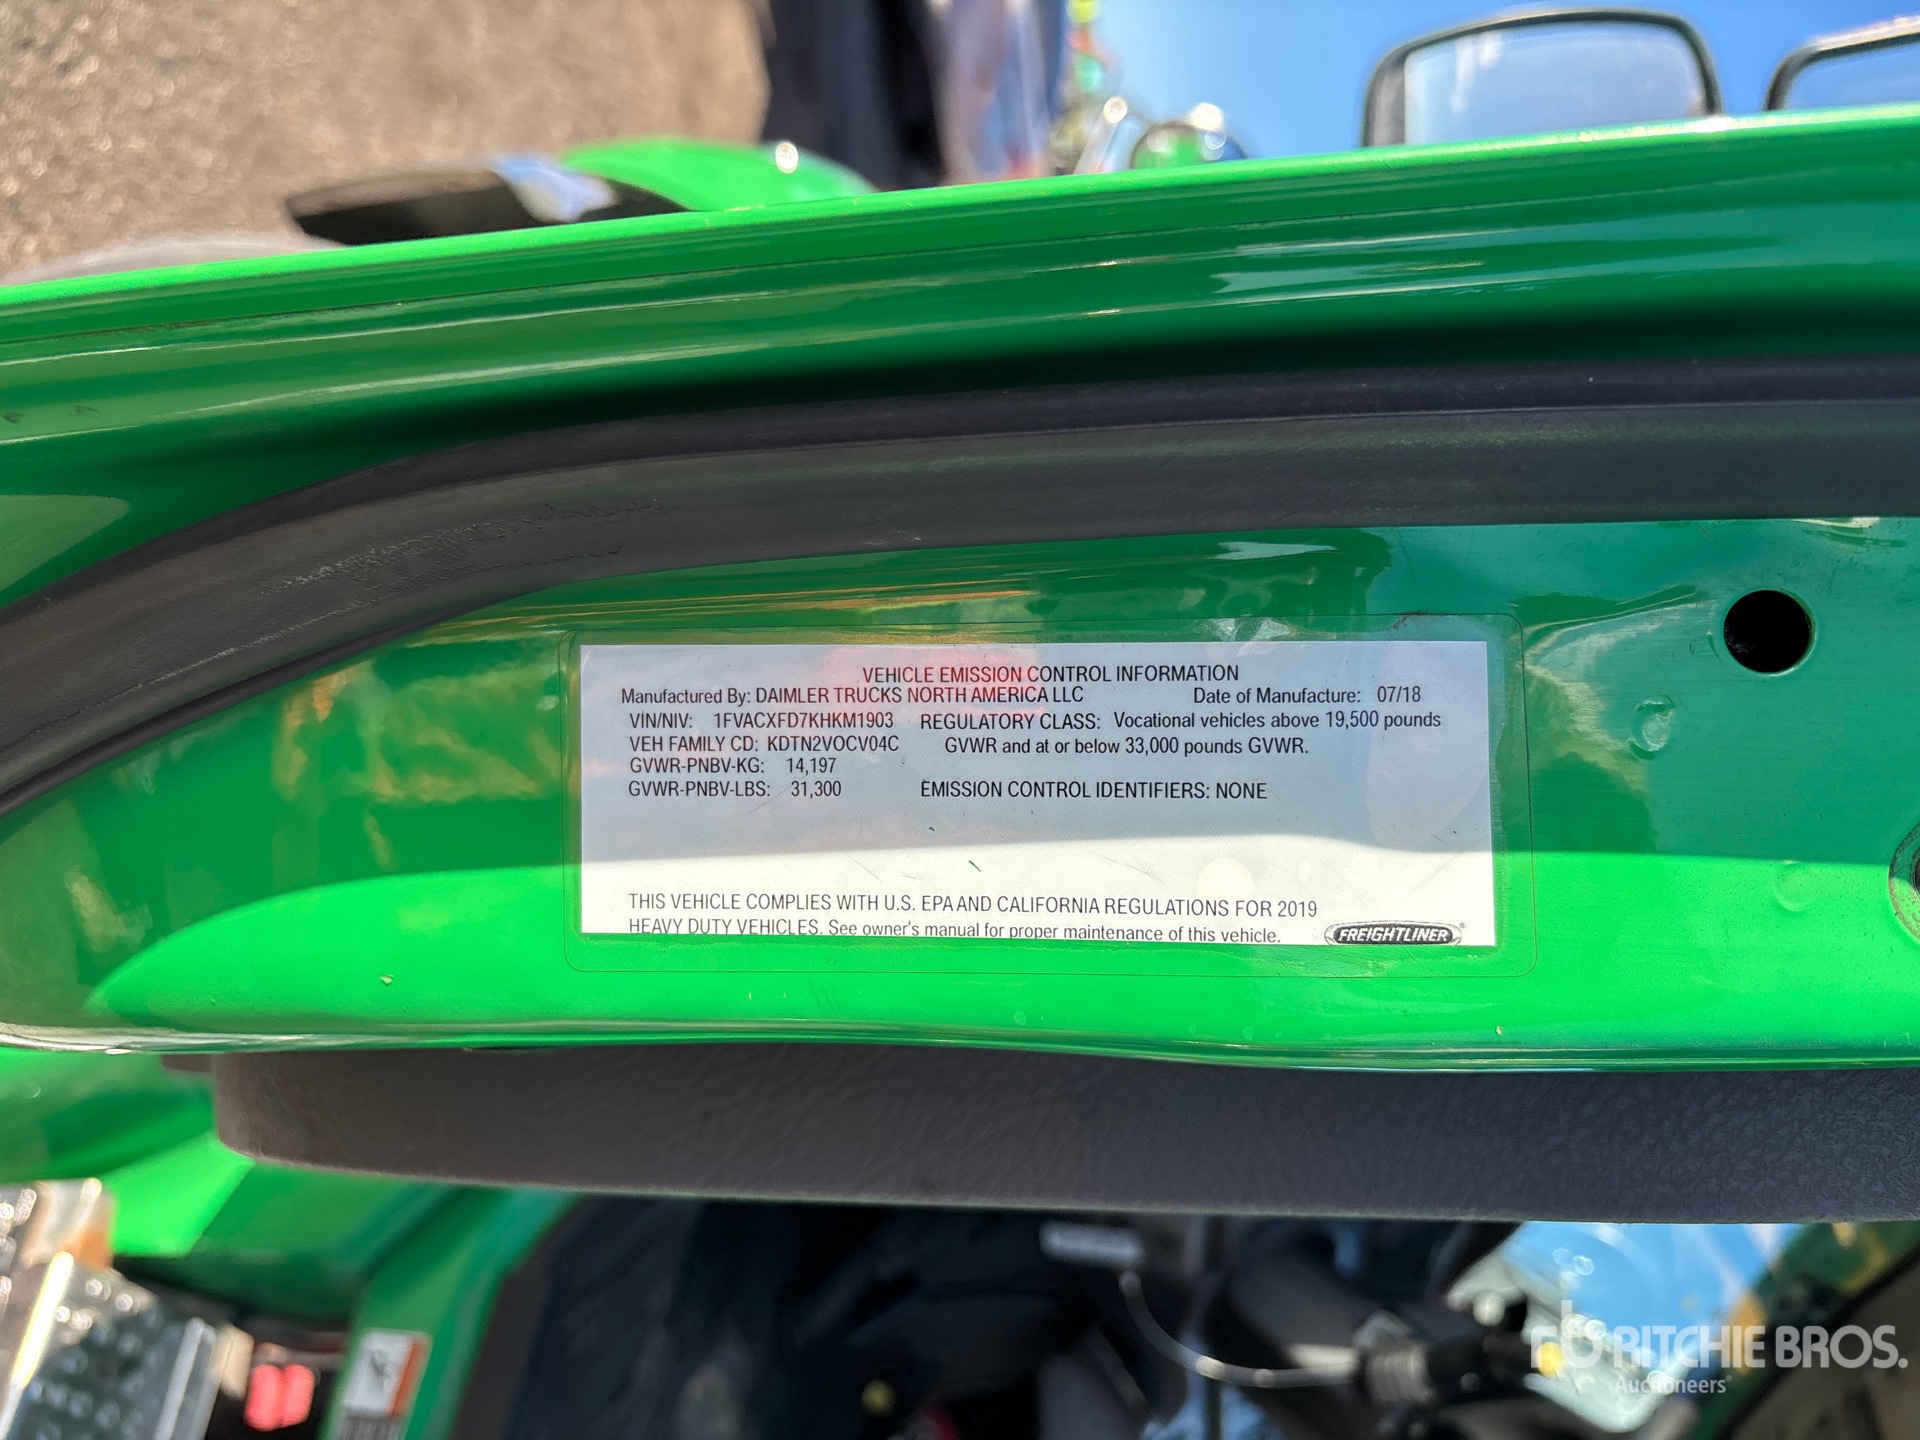 VEHICLE EMISSION CONTROL INFORMATION
Manufactured By: DAIMLER TRUCKS NORTH AMERICA LLC Date of Manufacture: 07/18
VIN/NIV: 1FVACXFD7KHKM1903 REGULATORY CLASS: Vocational vehicles above 19,500 pounds
VEH FAMILY CD: KDTN2VOCV04C GVWR and at or below 33,000 pounds GVWR.
GVWR-PNBV-KG: 14,197
GVWR-PNBV-LBS: 31,300 EMISSION CONTROL IDENTIFIERS: NONE
THIS VEHICLE COMPLIES WITH U.S. EPA AND CALIFORNIA REGULATIONS FOR 2019
HEAVY DUTY VEHICLES. See owner's manual for proper maintenance of this vehicle.
FREIGHTLINER®
rb RITCHIE BROS.
Auctioneers®